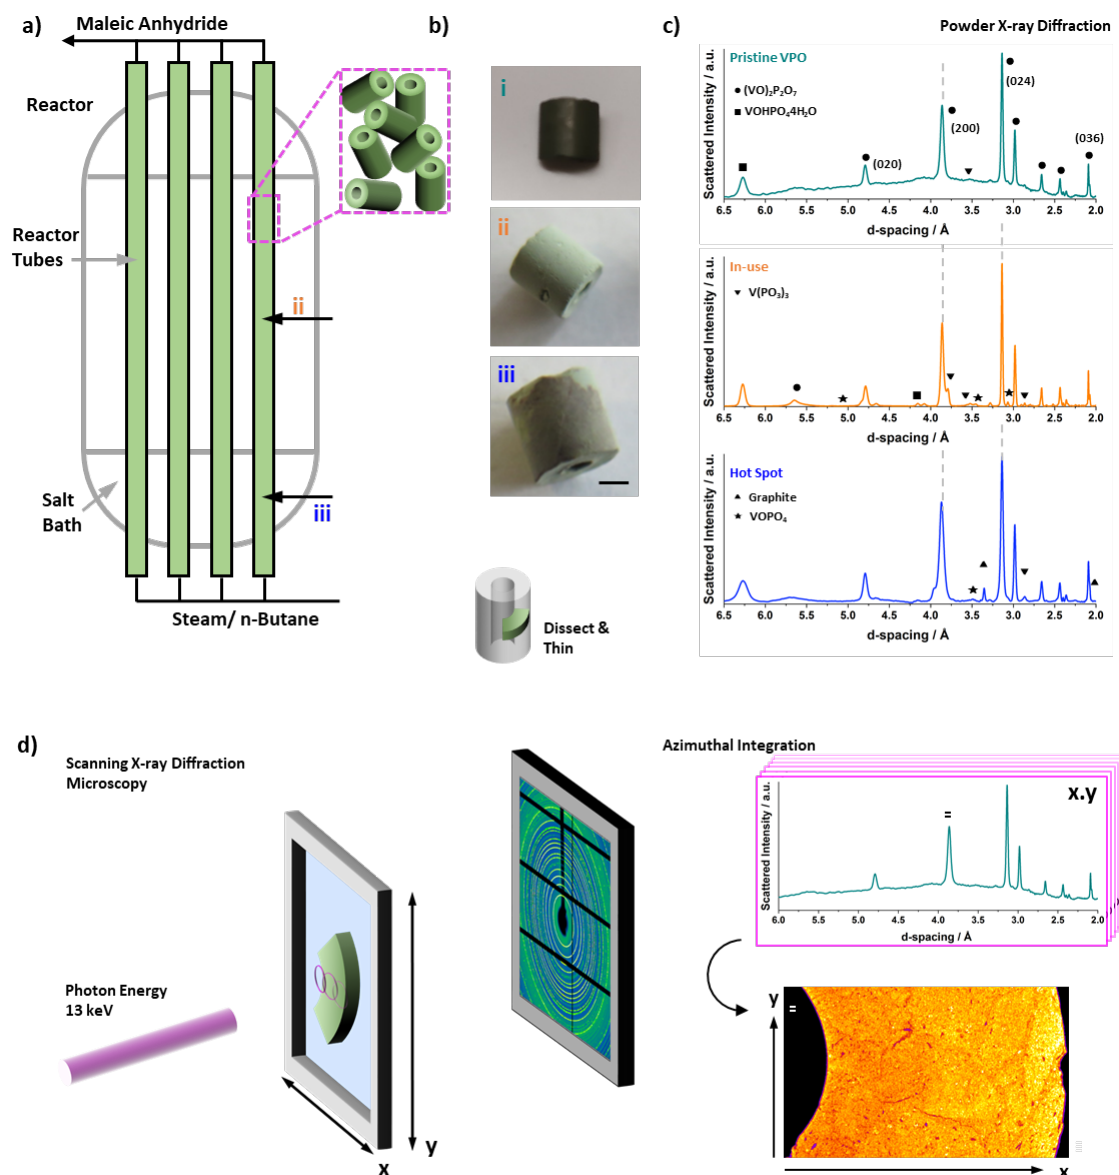 a)
Maleic Anhydride
Reactor
Reactor
Tubes
ii
Salt
Bath
iii
Steam/ n-Butane
b)
i
ii
iii
Dissect &
Thin
c)
Powder X-ray Diffraction
Pristine VPO
(VO)₂P₂O₇
VOHPO₄4H₂O
(020)
(200)
(024)
(036)
Scattered Intensity / a.u.
6.5 6.0 5.5 5.0 4.5 4.0 3.5 3.0 2.5 2.0
d-spacing / Å
In-use
V(PO₃)₃
Scattered Intensity / a.u.
6.5 6.0 5.5 5.0 4.5 4.0 3.5 3.0 2.5 2.0
d-spacing / Å
Hot Spot
Graphite
VOPO₄
Scattered Intensity / a.u.
6.5 6.0 5.5 5.0 4.5 4.0 3.5 3.0 2.5 2.0
d-spacing / Å
d)
Scanning X-ray Diffraction
Microscopy
Photon Energy
13 keV
x
y
Azimuthal Integration
x.y
=
Scattered Intensity / a.u.
6.0 5.5 5.0 4.5 4.0 3.5 3.0 2.5 2.0
d-spacing / Å
y
=
x